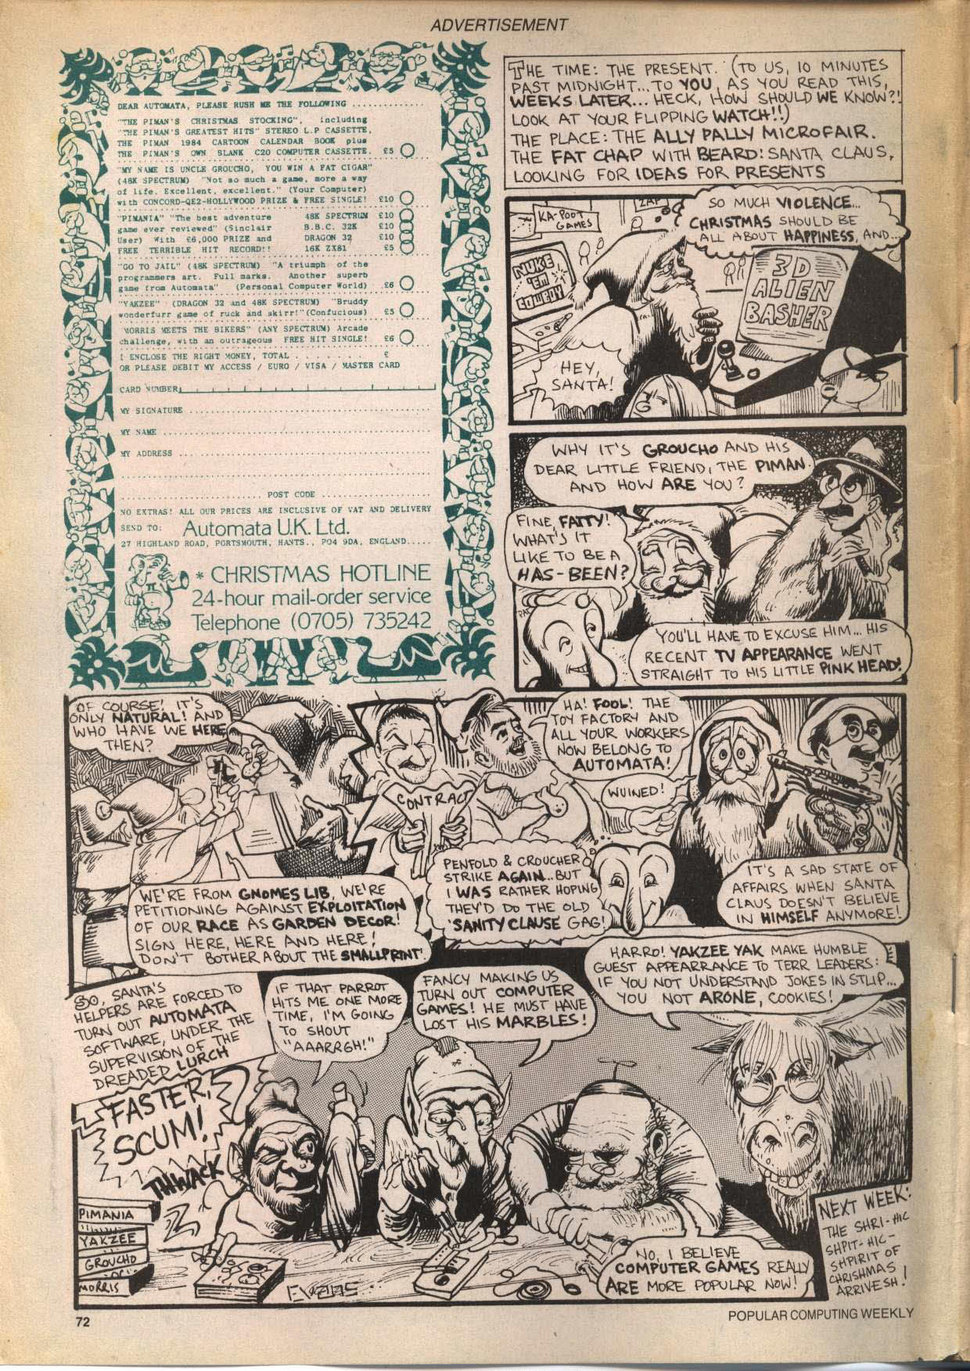 ADVERTISEMENT
DEAR AUTOMATA, PLEASE RUSH ME THE FOLLOWING ..............
"THE PIMAN'S CHRISTMAS STOCKING", including
"THE PIMAN'S GREATEST HITS" STEREO L.P CASSETTE,
THE PIMAN 1984 CARTOON CALENDAR BOOK plus
THE PIMAN'S OWN BLANK C20 COMPUTER CASSETTE. £5
"MY NAME IS UNCLE GROUCHO, YOU WIN A FAT CIGAR"
(48K SPECTRUM) "Not so much a game, more a way
of life. Excellent, excellent." (Your Computer)
with CONCORD-QE2-HOLLYWOOD PRIZE & FREE SINGLE! £10
"PIMANIA" "The best adventure 48K SPECTRUM £10
game ever reviewed" (Sinclair B.B.C. 32K £10
User) With £6,000 PRIZE and DRAGON 32 £10
FREE TERRIBLE HIT RECORD!! 16K ZX81 £5
"GO TO JAIL" (48K SPECTRUM) "A triumph of the
programmers art. Full marks. Another superb
game from Automata" (Personal Computer World) £6
"YAKZEE" (DRAGON 32 and 48K SPECTRUM) "Bruddy
wonderfurr game of ruck and skirr!"(Confucious) £5
"MORRIS MEETS THE BIKERS" (ANY SPECTRUM) Arcade
challenge, with an outrageous FREE HIT SINGLE! £6
I ENCLOSE THE RIGHT MONEY, TOTAL . . . . . . . £
OR PLEASE DEBIT MY ACCESS / EURO / VISA / MASTER CARD
CARD NUMBER
MY SIGNATURE
MY NAME
MY ADDRESS
POST CODE
NO EXTRAS! ALL OUR PRICES ARE INCLUSIVE OF VAT AND DELIVERY
SEND TO: Automata U.K. Ltd.
27 HIGHLAND ROAD, PORTSMOUTH, HANTS., PO4 9DA, ENGLAND.....
* CHRISTMAS HOTLINE
24-hour mail-order service
Telephone (0705) 735242
THE TIME: THE PRESENT. (TO US, 10 MINUTES
PAST MIDNIGHT...TO YOU, AS YOU READ THIS,
WEEKS LATER... HECK, HOW SHOULD WE KNOW?!
LOOK AT YOUR FLIPPING WATCH!!)
THE PLACE: THE ALLY PALLY MICROFAIR.
THE FAT CHAP WITH BEARD: SANTA CLAUS,
LOOKING FOR IDEAS FOR PRESENTS
KA-POOT
GAMES
ZAP
SO MUCH VIOLENCE...
CHRISTMAS SHOULD BE
ALL ABOUT HAPPINESS, AND...
NUKE
'EM
COWBOY!
3D
ALIEN
BASHER
HEY,
SANTA!
WHY IT'S GROUCHO AND HIS
DEAR LITTLE FRIEND, THE PIMAN.
AND HOW ARE YOU?
FINE, FATTY!
WHAT'S IT
LIKE TO BE A
HAS-BEEN?
YOU'LL HAVE TO EXCUSE HIM... HIS
RECENT TV APPEARANCE WENT
STRAIGHT TO HIS LITTLE PINK HEAD!
OF COURSE! IT'S
ONLY NATURAL! AND
WHO HAVE WE HERE
THEN?
WE'RE FROM GNOMES LIB, WE'RE
PETITIONING AGAINST EXPLOITATION
OF OUR RACE AS GARDEN DECOR!
SIGN HERE, HERE AND HERE!
DON'T BOTHER ABOUT THE SMALLPRINT.
CONTRACT
HA! FOOL! THE
TOY FACTORY AND
ALL YOUR WORKERS
NOW BELONG TO
AUTOMATA!
WUINED!
PENFOLD & CROUCHER
STRIKE AGAIN...BUT
I WAS RATHER HOPING
THEY'D DO THE OLD
'SANITY CLAUSE' GAG!
IT'S A SAD STATE OF
AFFAIRS WHEN SANTA
CLAUS DOESN'T BELIEVE
IN HIMSELF ANYMORE!
SO, SANTA'S
HELPERS ARE FORCED TO
TURN OUT AUTOMATA
SOFTWARE, UNDER THE
SUPERVISION OF THE
DREADED LURCH
FASTER,
SCUM!
THWACK
IF THAT PARROT
HITS ME ONE MORE
TIME, I'M GOING
TO SHOUT
"AAARRGH!"
FANCY MAKING US
TURN OUT COMPUTER
GAMES! HE MUST HAVE
LOST HIS MARBLES!
HARRO! YAKZEE YAK MAKE HUMBLE
GUEST APPEARRANCE TO TERR LEADERS:
IF YOU NOT UNDERSTAND JOKES IN STLIP...
YOU NOT ARONE, COOKIES!
PIMANIA
YAKZEE
GROUCHO
MORRIS
EVANS
NO, I BELIEVE
COMPUTER GAMES REALLY
ARE MORE POPULAR NOW!
NEXT WEEK:
THE SHRI-HIC
SHPIT-HIC-
SHPIRIT OF
CHRISHMAS
ARRIVESH!
72
POPULAR COMPUTING WEEKLY